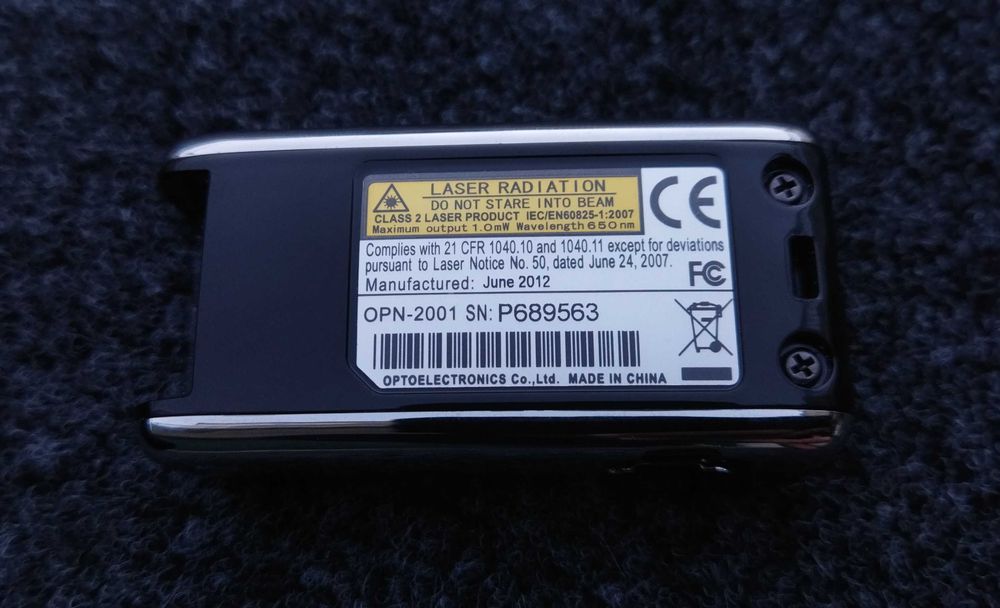 LASER RADIATION
DO NOT STARE INTO BEAM
CLASS 2 LASER PRODUCT IEC/EN60825-1:2007
Maximum output 1.0mW Wavelength 650nm
CE
Complies with 21 CFR 1040.10 and 1040.11 except for deviations
pursuant to Laser Notice No. 50, dated June 24, 2007.
FC
Manufactured: June 2012
OPN-2001 SN: P689563
OPTOELECTRONICS Co.,Ltd. MADE IN CHINA